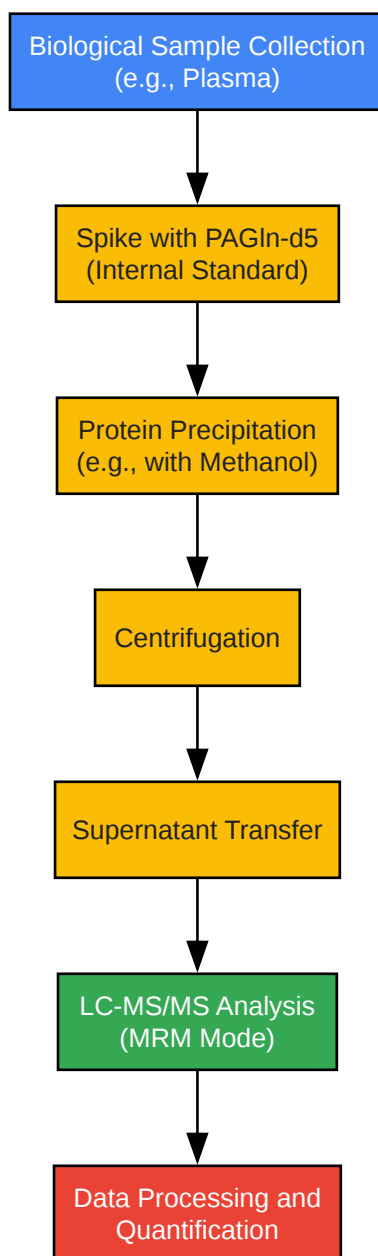 Biological Sample Collection
(e.g., Plasma)
Spike with PAGln-d5
(Internal Standard)
Protein Precipitation
(e.g., with Methanol)
Centrifugation
Supernatant Transfer
LC-MS/MS Analysis
(MRM Mode)
Data Processing and
Quantification